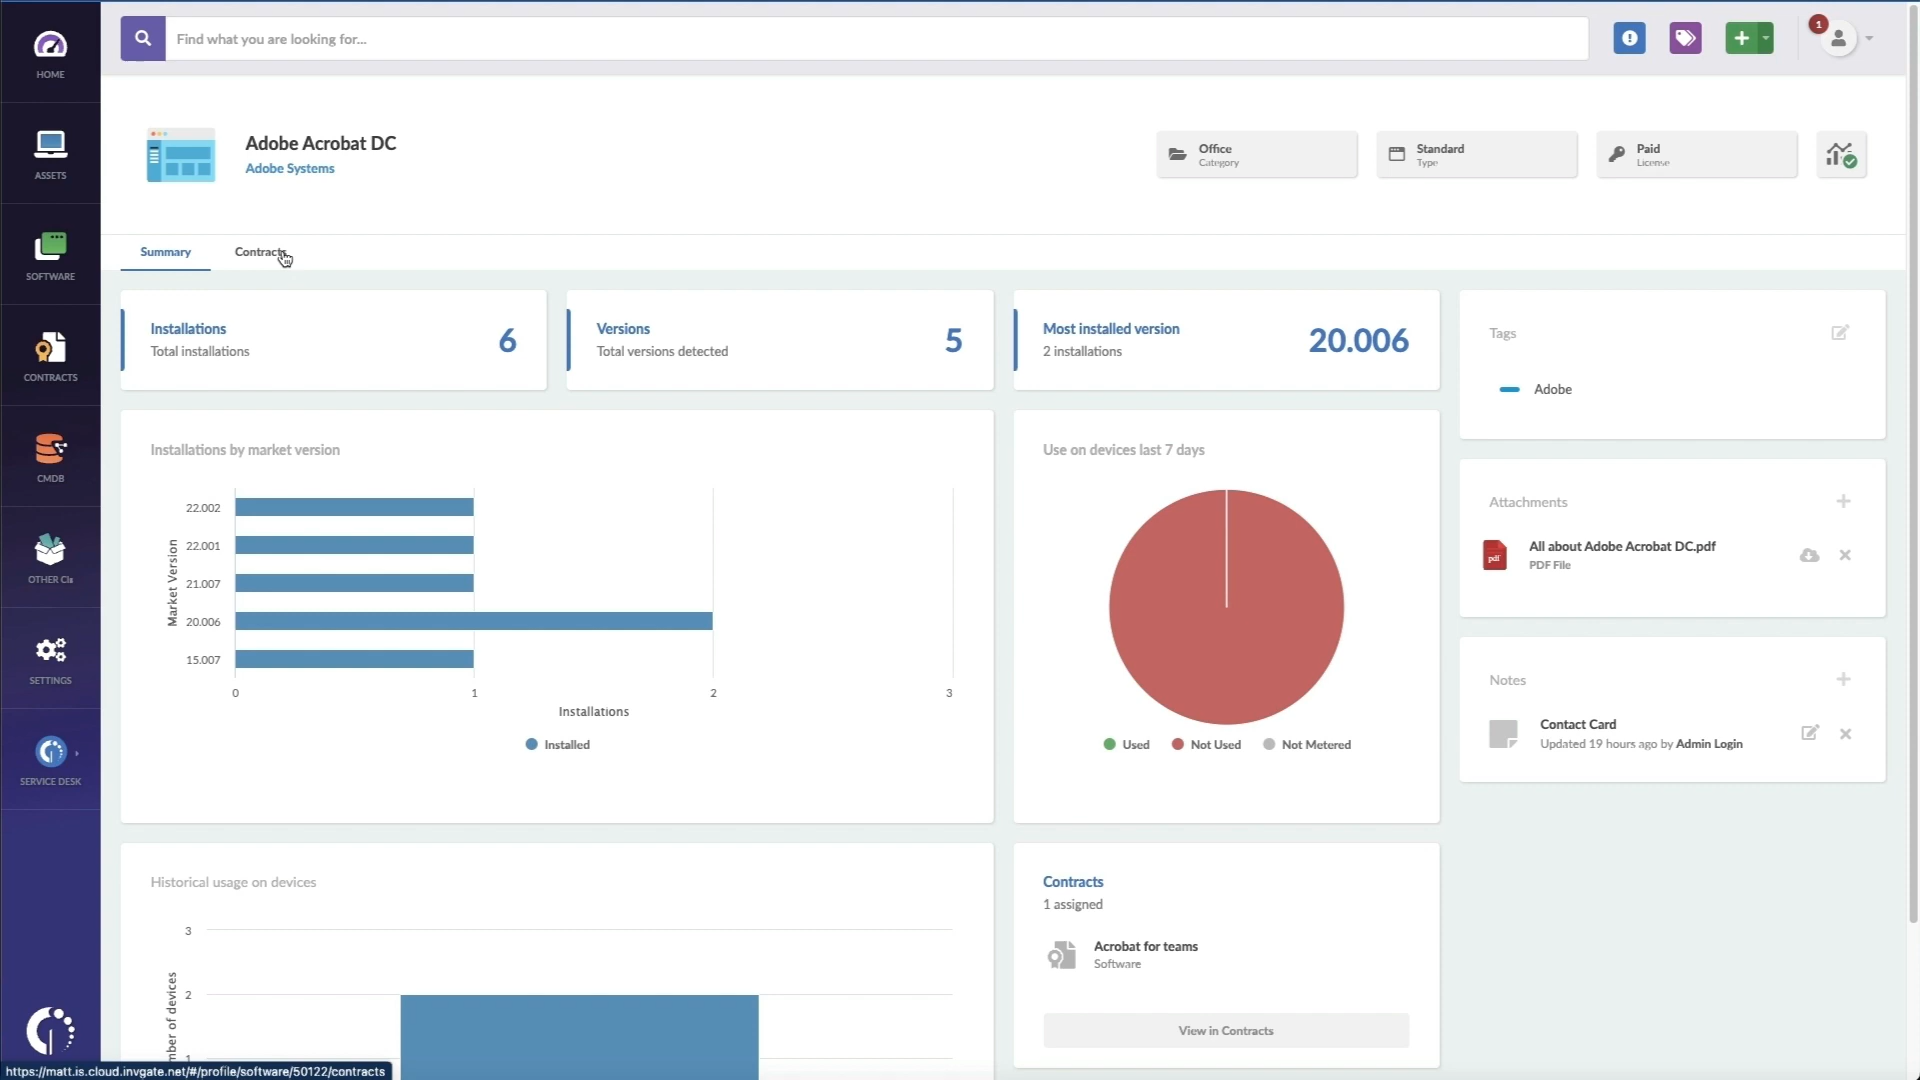 HOME
ASSETS
SOFTWARE
CONTRACTS
CMDB
OTHER CIs
SETTINGS
SERVICE DESK
Find what you are looking for...
1
Adobe Acrobat DC
Adobe Systems
Office
Category
Standard
Type
Paid
License
Summary
Contracts
Installations
Total installations
6
Versions
Total versions detected
5
Most installed version
2 installations
20.006
Tags
Adobe
Installations by market version
Market Version
22.002
22.001
21.007
20.006
15.007
0 1 2 3
Installations
Installed
Use on devices last 7 days
Used Not Used Not Metered
Attachments
pdf
All about Adobe Acrobat DC.pdf
PDF File
Notes
Contact Card
Updated 19 hours ago by Admin Login
Historical usage on devices
3
2
1
of devices
Contracts
1 assigned
Acrobat for teams
Software
View in Contracts
https://matt.is.cloud.invgate.net/#/profile/software/50122/contracts